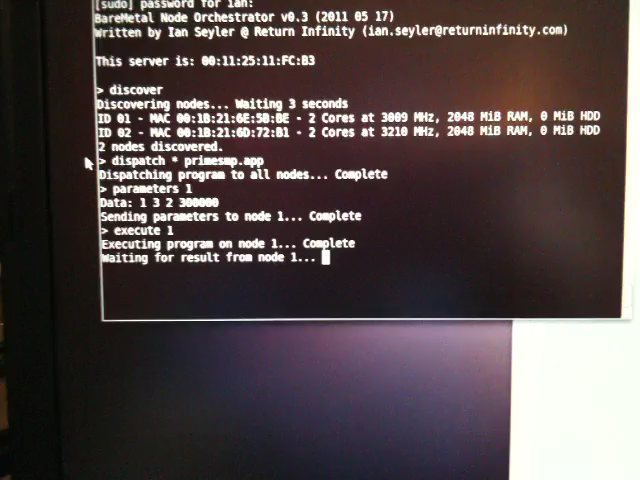 [sudo] password for ian:
BareMetal Node Orchestrator v0.3 (2011 05 17)
Written by Ian Seyler @ Return Infinity (ian.seyler@returninfinity.com)
This server is: 00:11:25:11:FC:B3
> discover
Discovering nodes... Waiting 3 seconds
ID 01 - MAC 00:1B:21:6E:5B:BE - 2 Cores at 3009 MHz, 2048 MiB RAM, 0 MiB HDD
ID 02 - MAC 00:1B:21:6D:72:B1 - 2 Cores at 3210 MHz, 2048 MiB RAM, 0 MiB HDD
2 nodes discovered.
> dispatch * primesmp.app
Dispatching program to all nodes... Complete
> parameters 1
Data: 1 3 2 300000
Sending parameters to node 1... Complete
> execute 1
Executing program on node 1... Complete
Waiting for result from node 1...